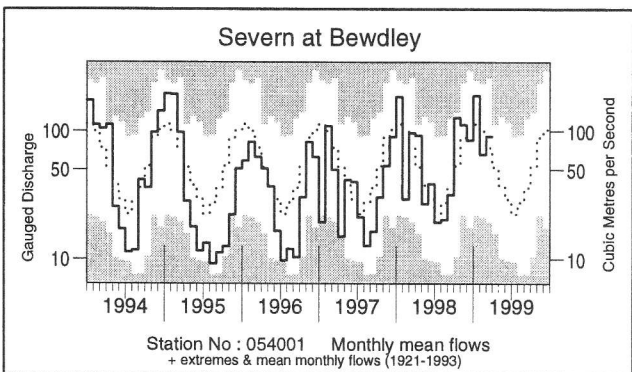 Severn at Bewdley
Gauged Discharge
100
50
10
100
50
10
Cubic Metres per Second
1994 1995 1996 1997 1998 1999
Station No : 054001 Monthly mean flows
+ extremes & mean monthly flows (1921-1993)